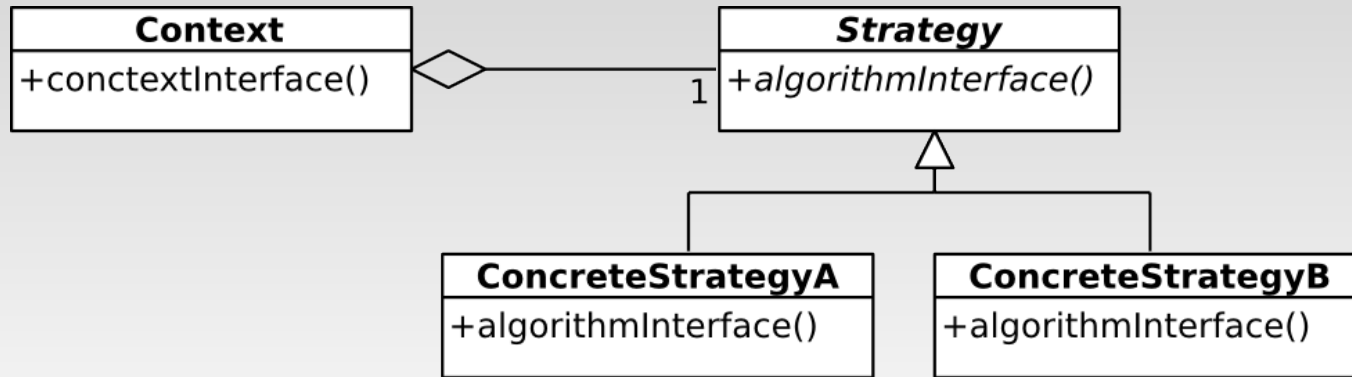 Context
+conctextInterface()
Strategy
1
+algorithmInterface()
ConcreteStrategyA
+algorithmInterface()
ConcreteStrategyB
+algorithmInterface()